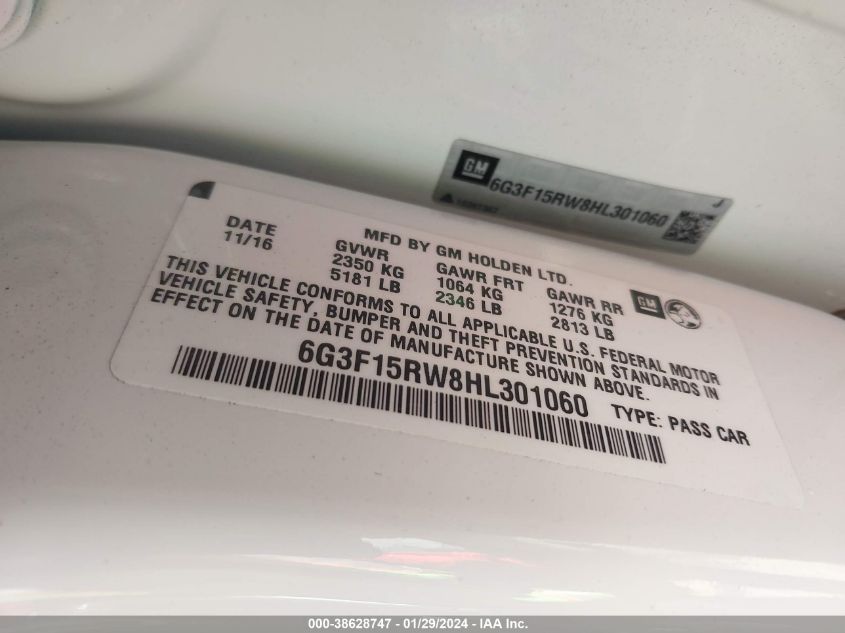 GM
6G3F15RW8HL301060
J
MFD BY GM HOLDEN LTD.
DATE
11/16
GVWR
2350 KG
5181 LB
GAWR FRT
1064 KG
2346 LB
GAWR RR
1276 KG
2813 LB
GM
THIS VEHICLE CONFORMS TO ALL APPLICABLE U.S. FEDERAL MOTOR
VEHICLE SAFETY, BUMPER AND THEFT PREVENTION STANDARDS IN
EFFECT ON THE DATE OF MANUFACTURE SHOWN ABOVE.
6G3F15RW8HL301060
TYPE: PASS CAR
000-38628747 - 01/29/2024 - IAA Inc.